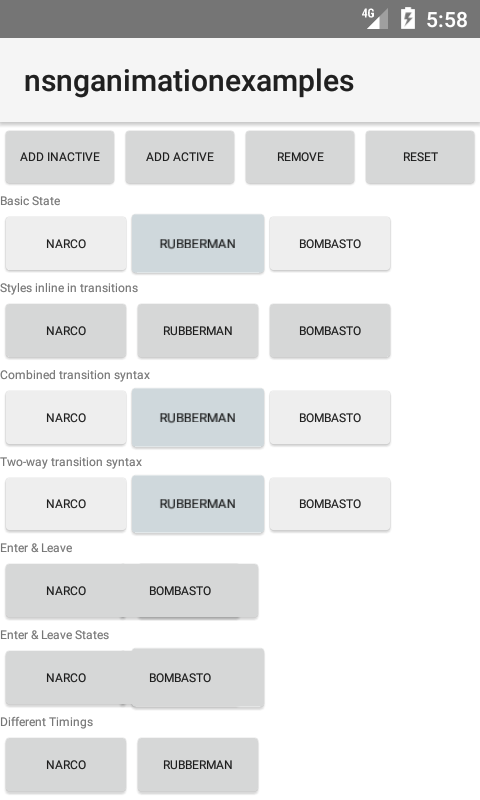 4G 5:58
nsnganimationexamples
ADD INACTIVE ADD ACTIVE REMOVE RESET
Basic State
NARCO RUBBERMAN BOMBASTO
Styles inline in transitions
NARCO RUBBERMAN BOMBASTO
Combined transition syntax
NARCO RUBBERMAN BOMBASTO
Two-way transition syntax
NARCO RUBBERMAN BOMBASTO
Enter & Leave
NARCO BOMBASTO
Enter & Leave States
NARCO BOMBASTO
Different Timings
NARCO RUBBERMAN